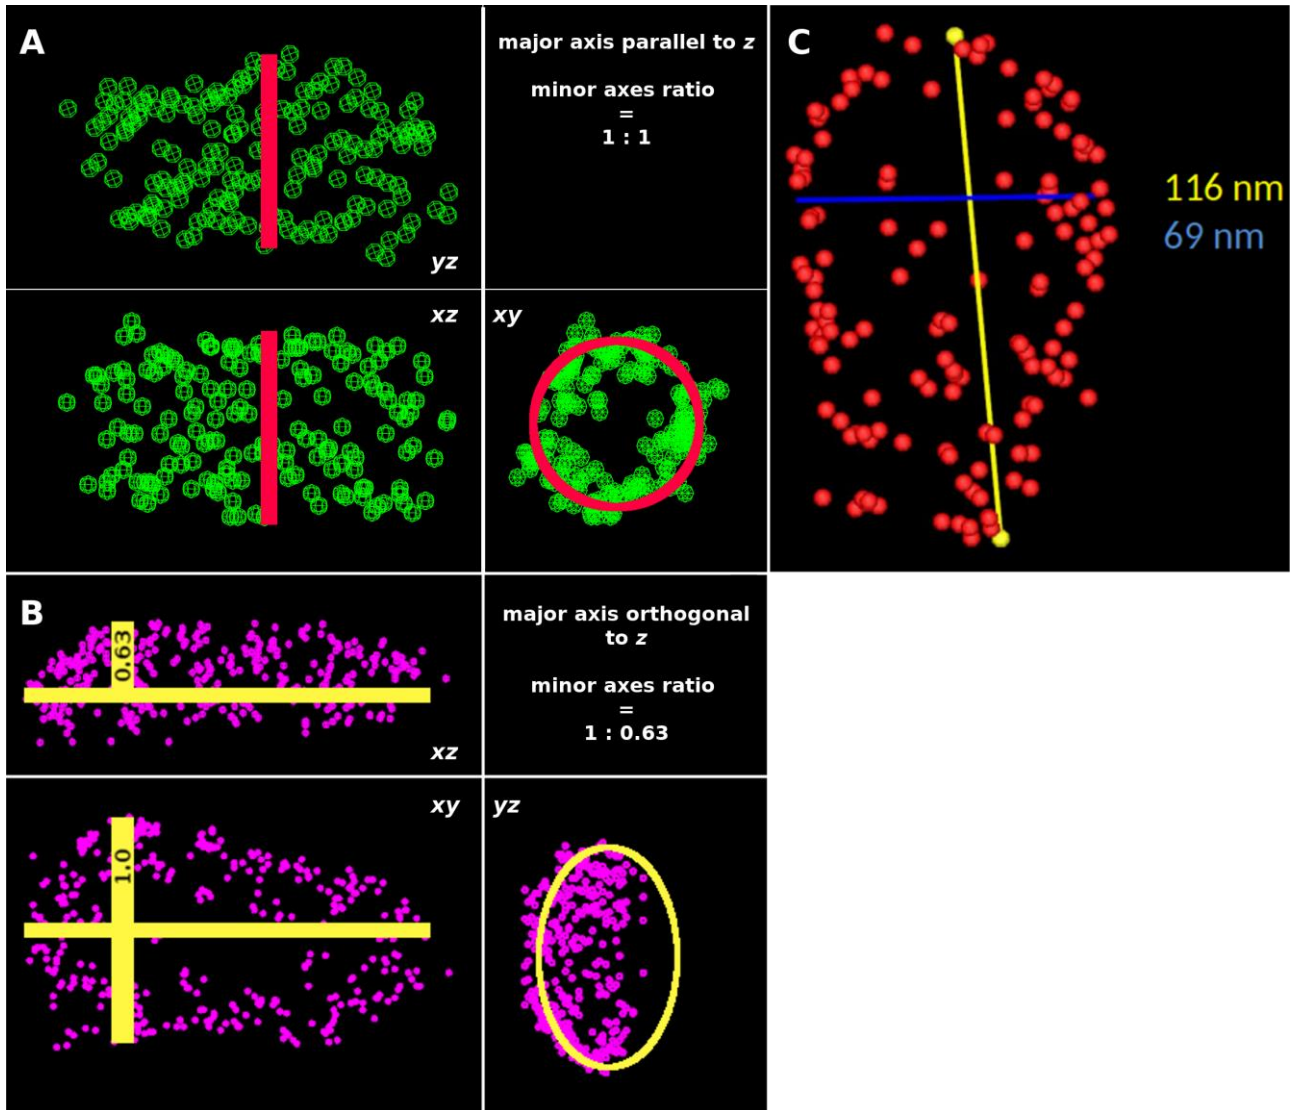 A
yz
major axis parallel to z
minor axes ratio
=
1 : 1
C
116 nm
69 nm
xz
xy
B
0.63
xz
major axis orthogonal
to z
minor axes ratio
=
1 : 0.63
xy
1.0
yz